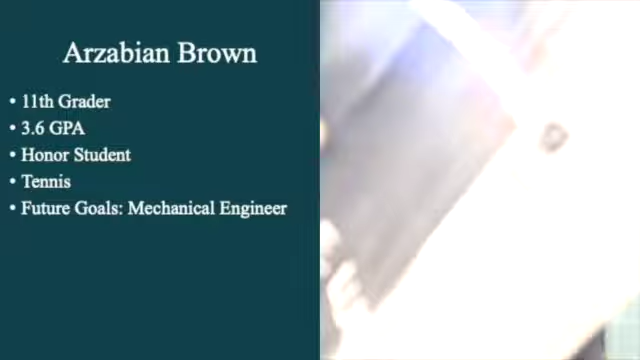 Arzabian Brown
• 11th Grader
• 3.6 GPA
• Honor Student
• Tennis
• Future Goals: Mechanical Engineer